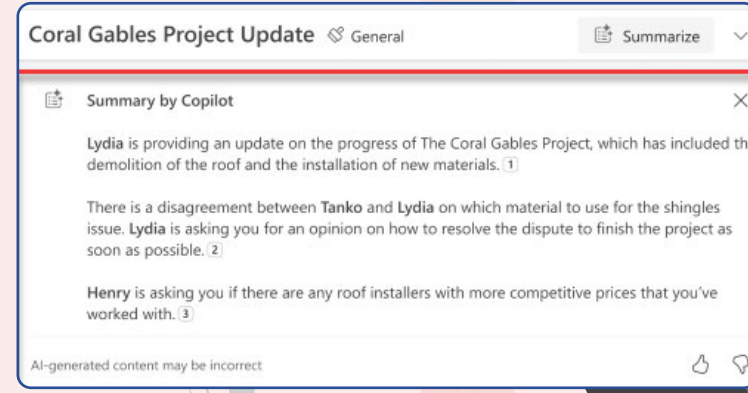 Coral Gables Project Update General Summarize
Summary by Copilot
Lydia is providing an update on the progress of The Coral Gables Project, which has included th
demolition of the roof and the installation of new materials. 1
There is a disagreement between Tanko and Lydia on which material to use for the shingles
issue. Lydia is asking you for an opinion on how to resolve the dispute to finish the project as
soon as possible. 2
Henry is asking you if there are any roof installers with more competitive prices that you've
worked with. 3
AI-generated content may be incorrect